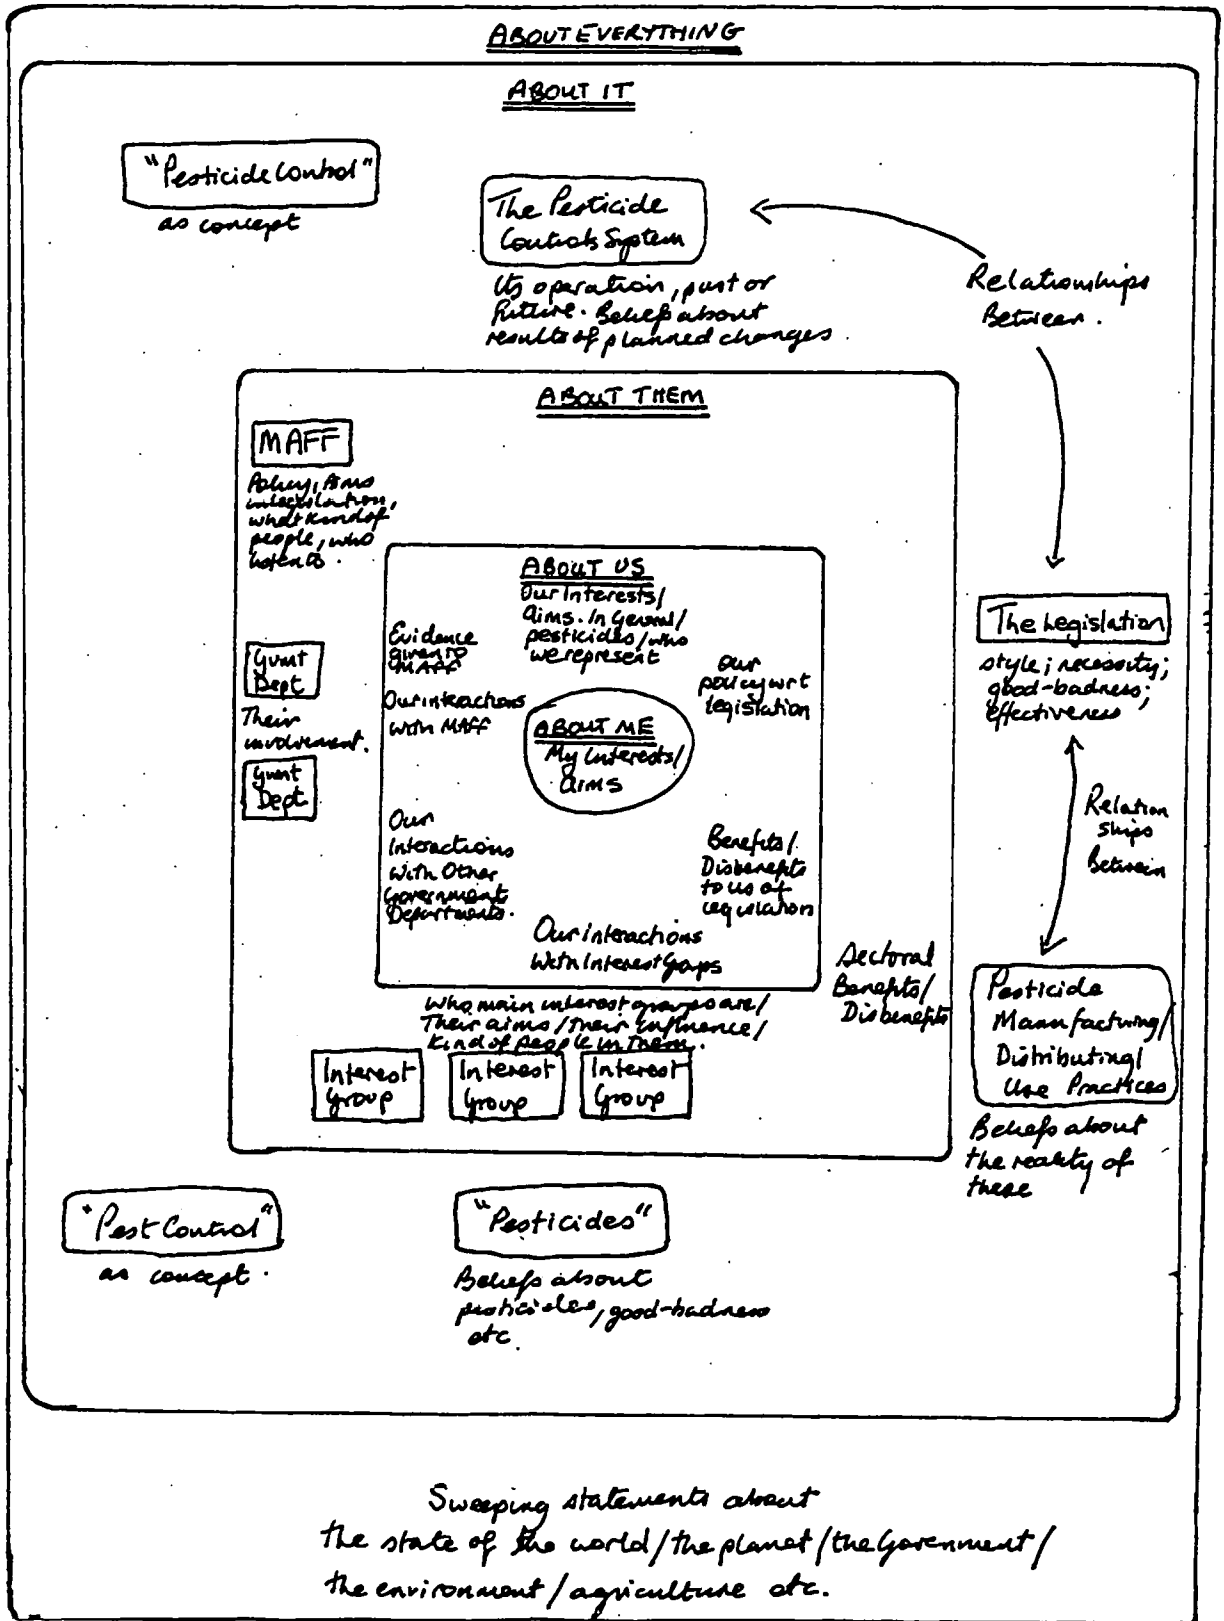 ABOUT EVERYTHING
ABOUT IT
"Pesticide Control"
as concept
The Pesticide
Controls System
Its operation, past or
future. Beliefs about
results of planned changes.
Relationships
Between.
ABOUT THEM
MAFF
Policy, Aims
in legislation,
what kind of
people, who
listen to.
Gvmt
Dept
Their
involvement.
Gvmt
Dept
ABOUT US
Our Interests/
aims. In General/
pesticides/who
we represent
Evidence
given to
MAFF
Our interactions
with MAFF
Our
policy wrt
legislation
ABOUT ME
My Interests/
aims
Our
Interactions
with Other
Government
Departments.
Benefits/
Disbenefits
to us of
legislation
Our interactions
with Interest Groups
Who main interest groups are/
Their aims/their influence/
Kind of people in them.
Interest
Group
Interest
Group
Interest
Group
Sectoral
Benefits/
Disbenefits
The Legislation
style; necessity;
good-badness;
effectiveness
Relation
ships
Between
Pesticide
Manufacturing/
Distributing/
Use Practices
Beliefs about
the reality of
these
"Pest Control"
as concept.
"Pesticides"
Beliefs about
pesticides, good-badness
etc.
Sweeping statements about
the state of the world/the planet/the Government/
the environment/agriculture etc.